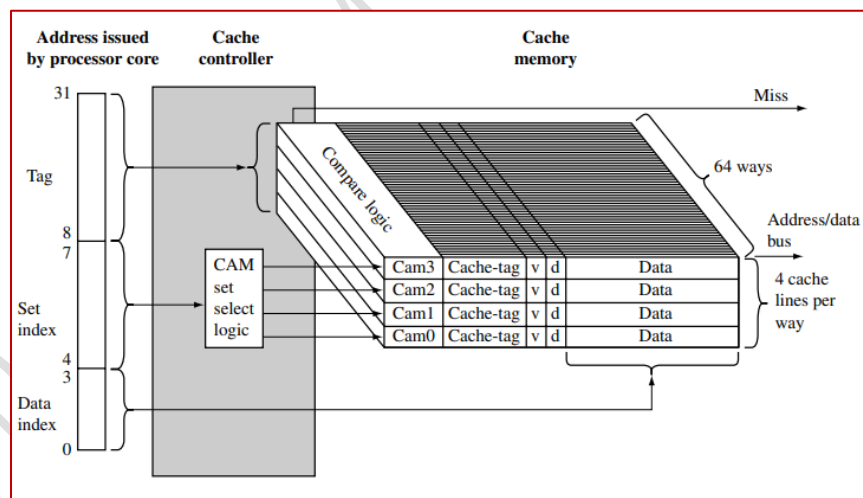 Address issued
by processor core
Cache
controller
Cache
memory
31
Miss
Tag
Compare logic
64 ways
8
7
Address/data
bus
CAM
set
select
logic
Cam3 Cache-tag v d Data
Cam2 Cache-tag v d Data
Cam1 Cache-tag v d Data
Cam0 Cache-tag v d Data
4 cache
lines per
way
Set
index
4
3
Data
index
0